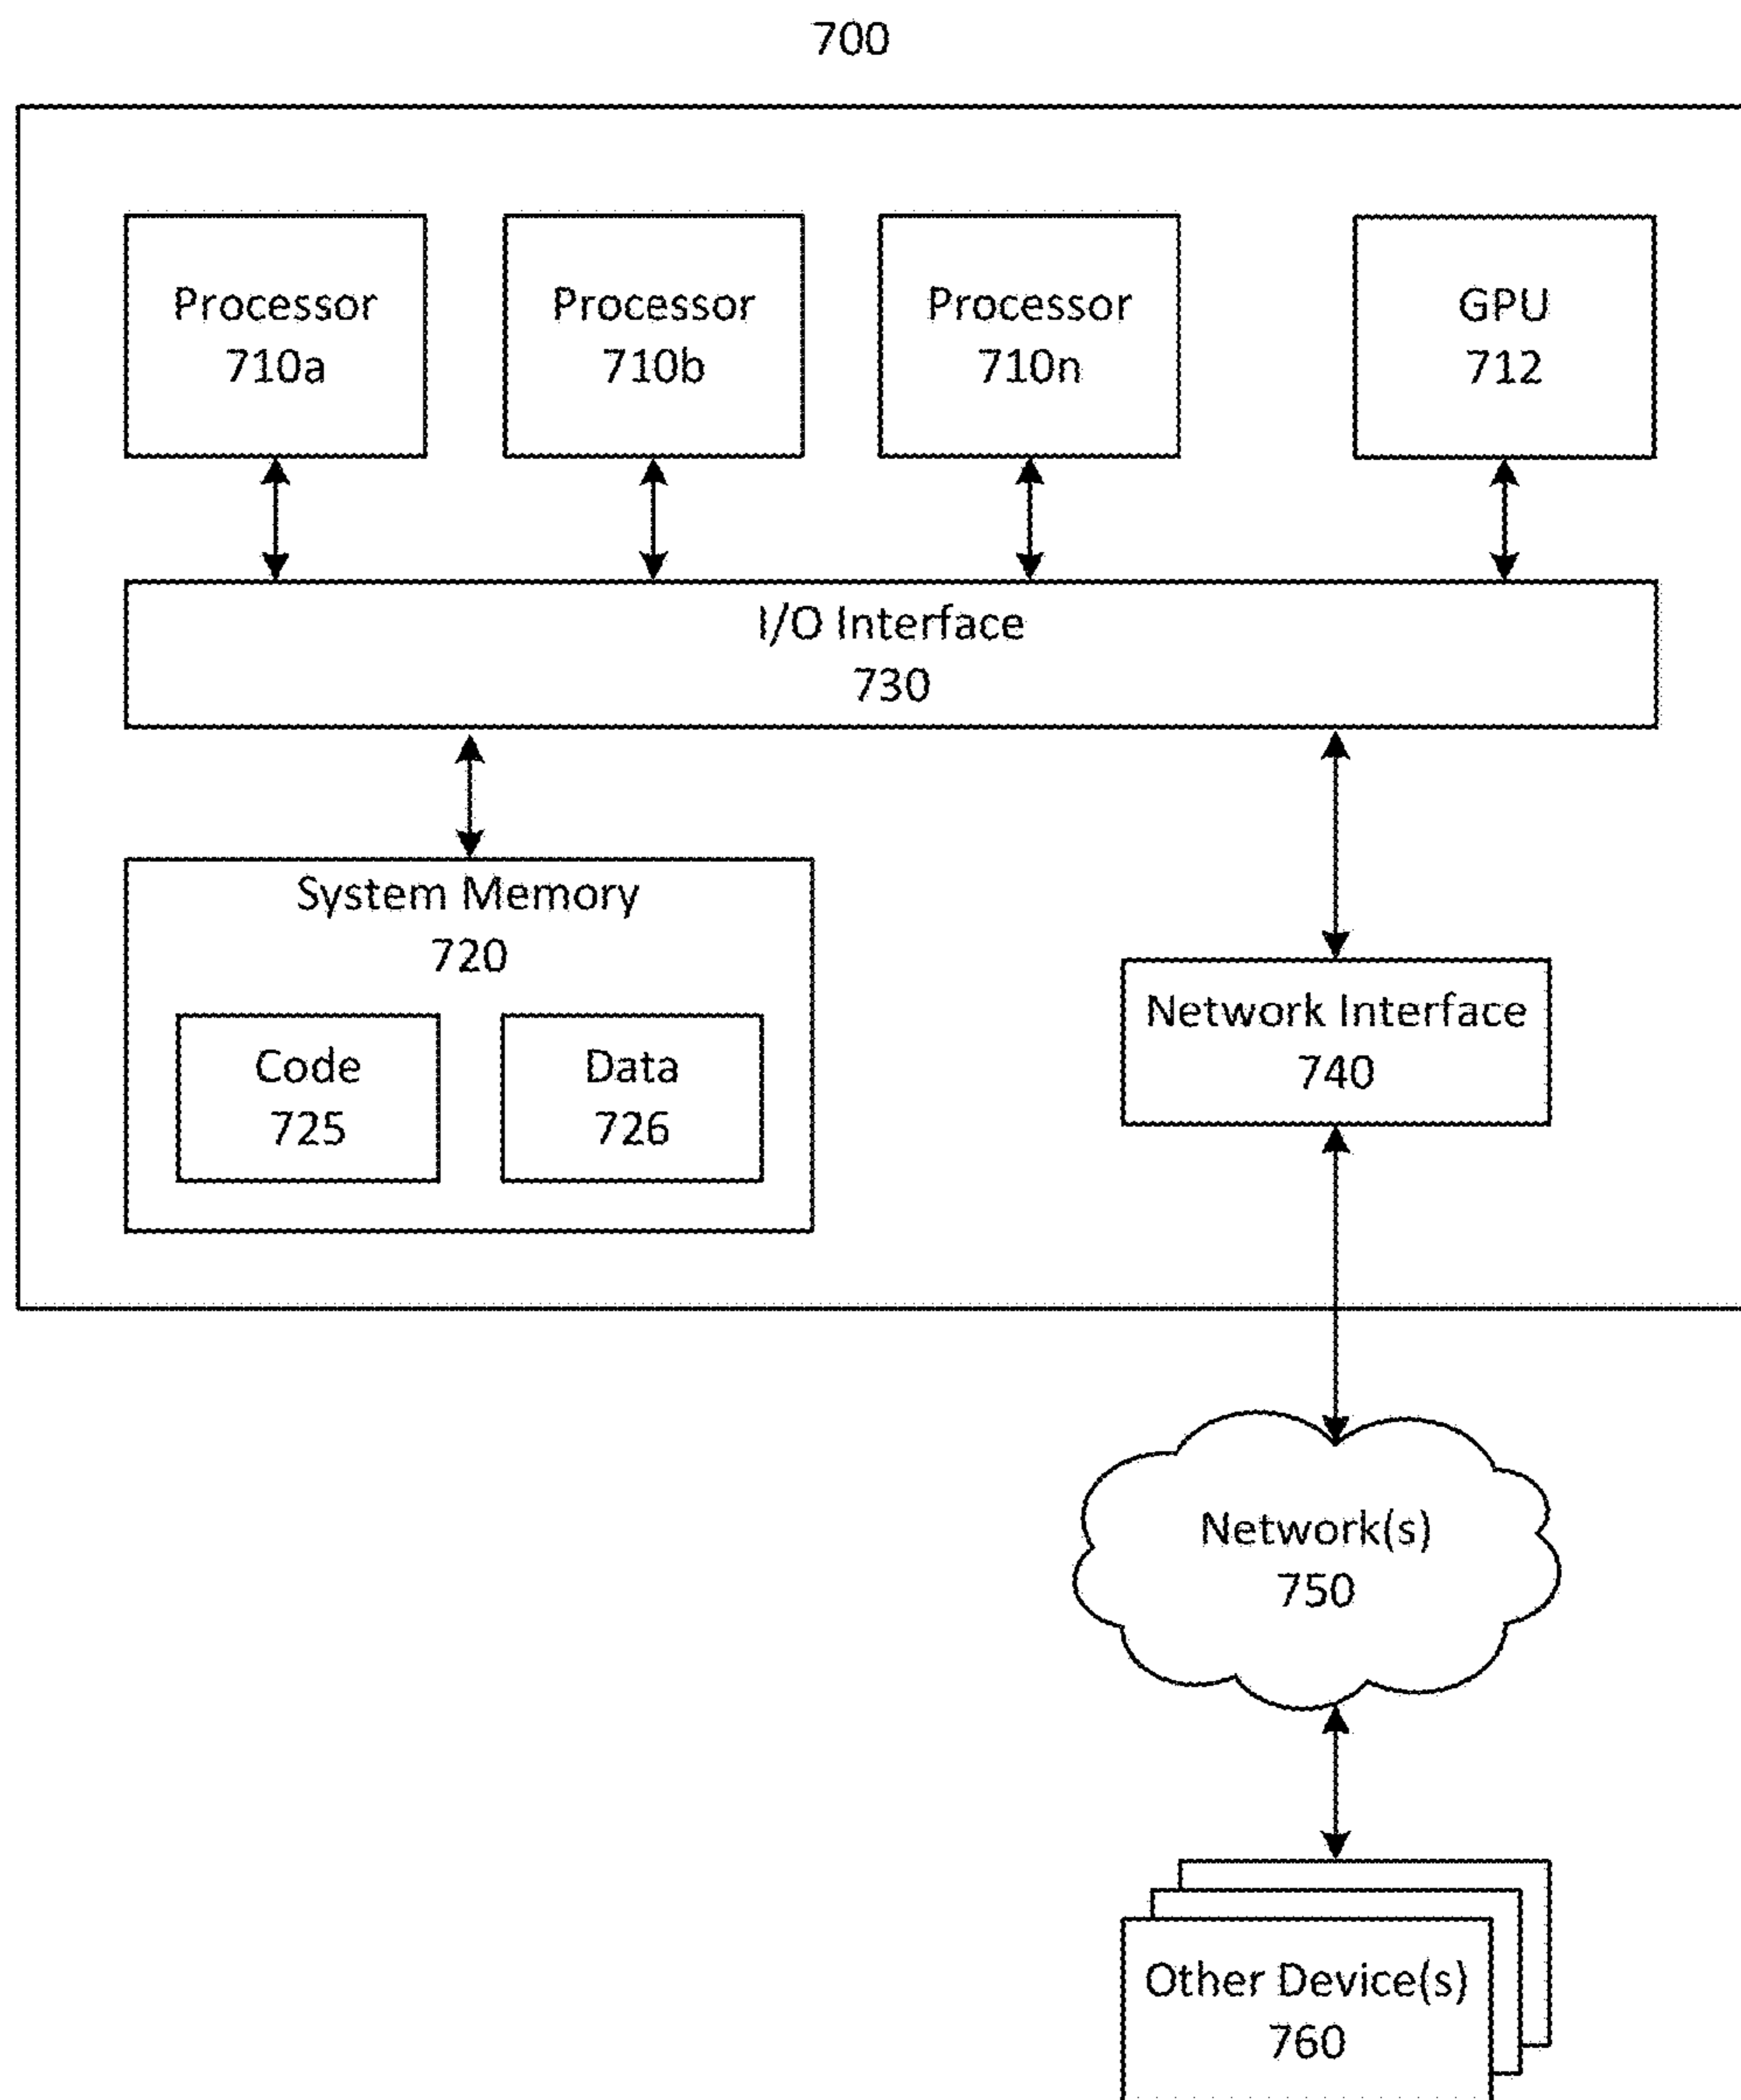 700
Processor
710a
Processor
710b
Processor
710n
GPU
712
I/O Interface
730
System Memory
720
Code
725
Data
726
Network Interface
740
Network(s)
750
Other Device(s)
760